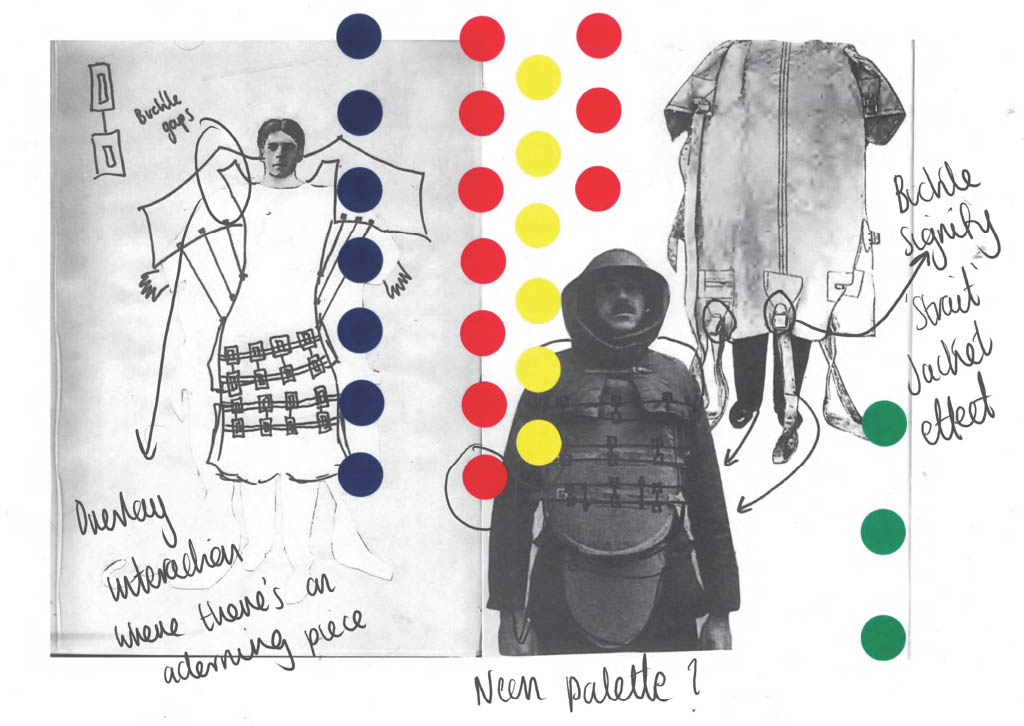 Buckle
gaps
Buckle
signify
'Strait'
Jacket
effect
Overlay
interaction
where there's an
adorning piece
Neon palette?